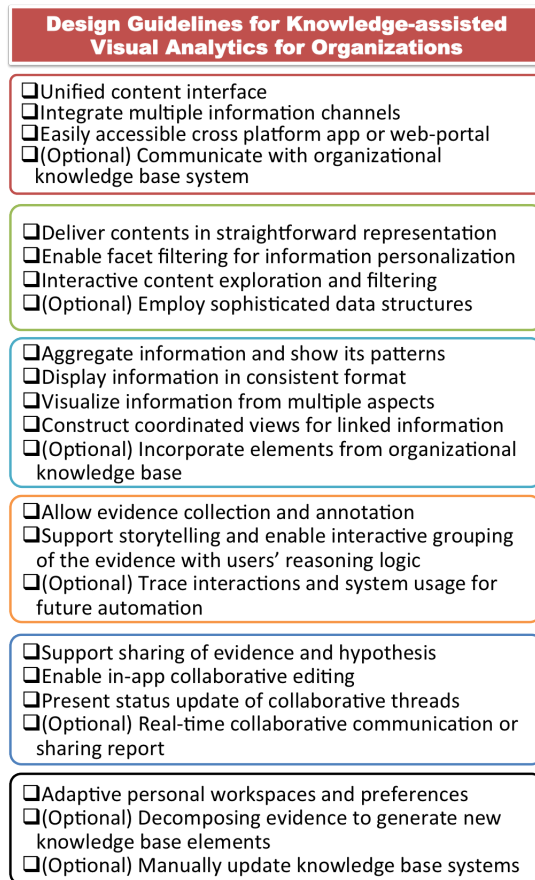 Design Guidelines for Knowledge-assisted
Visual Analytics for Organizations
❑Unified content interface
❑Integrate multiple information channels
❑Easily accessible cross platform app or web-portal
❑(Optional) Communicate with organizational
knowledge base system
❑Deliver contents in straightforward representation
❑Enable facet filtering for information personalization
❑Interactive content exploration and filtering
❑(Optional) Employ sophisticated data structures
❑Aggregate information and show its patterns
❑Display information in consistent format
❑Visualize information from multiple aspects
❑Construct coordinated views for linked information
❑(Optional) Incorporate elements from organizational
knowledge base
❑Allow evidence collection and annotation
❑Support storytelling and enable interactive grouping
of the evidence with users’ reasoning logic
❑(Optional) Trace interactions and system usage for
future automation
❑Support sharing of evidence and hypothesis
❑Enable in-app collaborative editing
❑Present status update of collaborative threads
❑(Optional) Real-time collaborative communication or
sharing report
❑Adaptive personal workspaces and preferences
❑(Optional) Decomposing evidence to generate new
knowledge base elements
❑(Optional) Manually update knowledge base systems